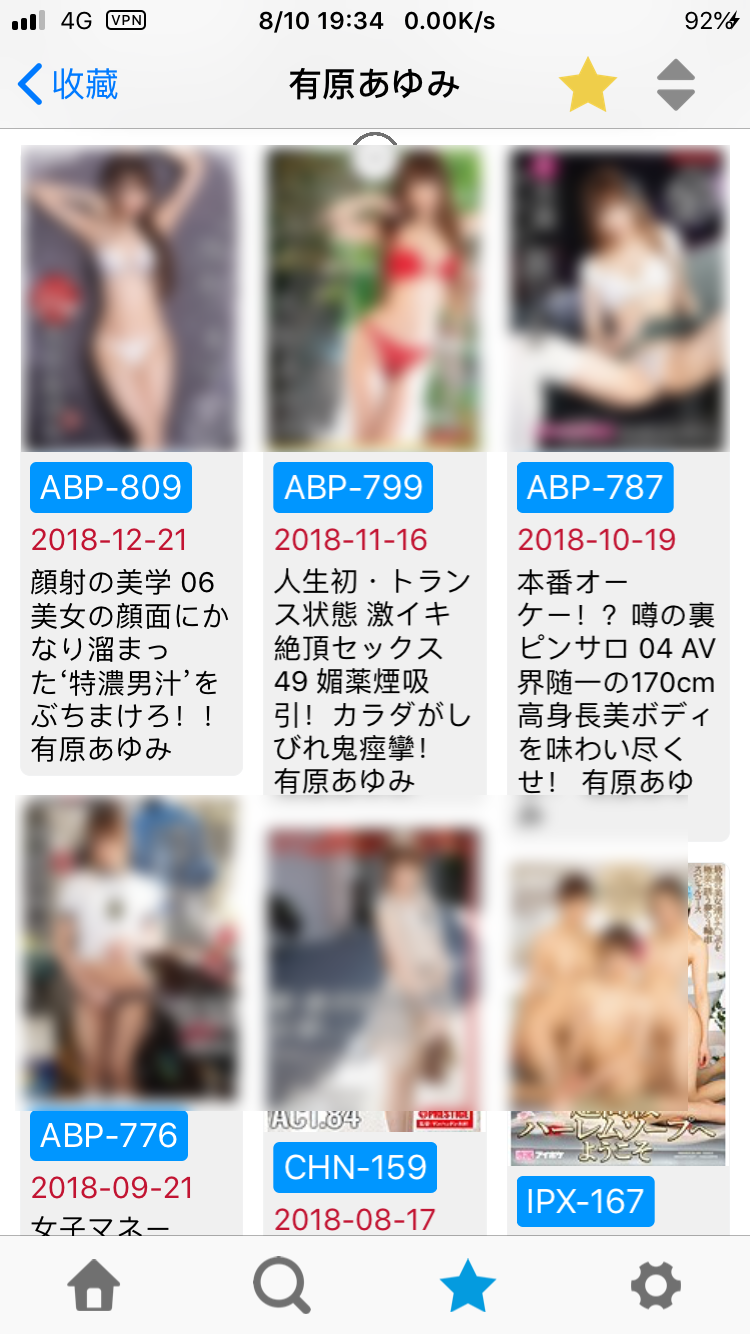 4G VPN 8/10 19:34 0.00K/s 92%
收藏 有原あゆみ
ABP-809
2018-12-21
顔射の美学 06
美女の顔面にか
なり溜まっ
た‘特濃男汁’を
ぶちまけろ！！
有原あゆみ
ABP-799
2018-11-16
人生初・トラン
ス状態 激イキ
絶頂セックス
49 媚薬煙吸
引！カラダがし
びれ鬼痙攣！
有原あゆみ
ABP-787
2018-10-19
本番オー
ケー！？噂の裏
ピンサロ 04 AV
界随一の170cm
高身長美ボディ
を味わい尽く
せ！ 有原あゆ
ABP-776
2018-09-21
女子マネー
ACT.84
PRESTIGE
CHN-159
2018-08-17
ハーレムソープへ
ようこそ
IPX-167